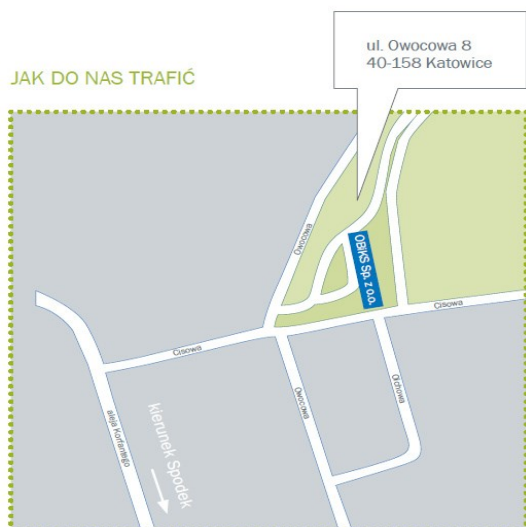 ul. Owocowa 8
40-158 Katowice
JAK DO NAS TRAFIĆ
Owocowa
OBIKS Sp. z o.o.
Cisowa
Cisowa
Owocowa
Olchowa
aleja Korfantego
kierunek Spodek